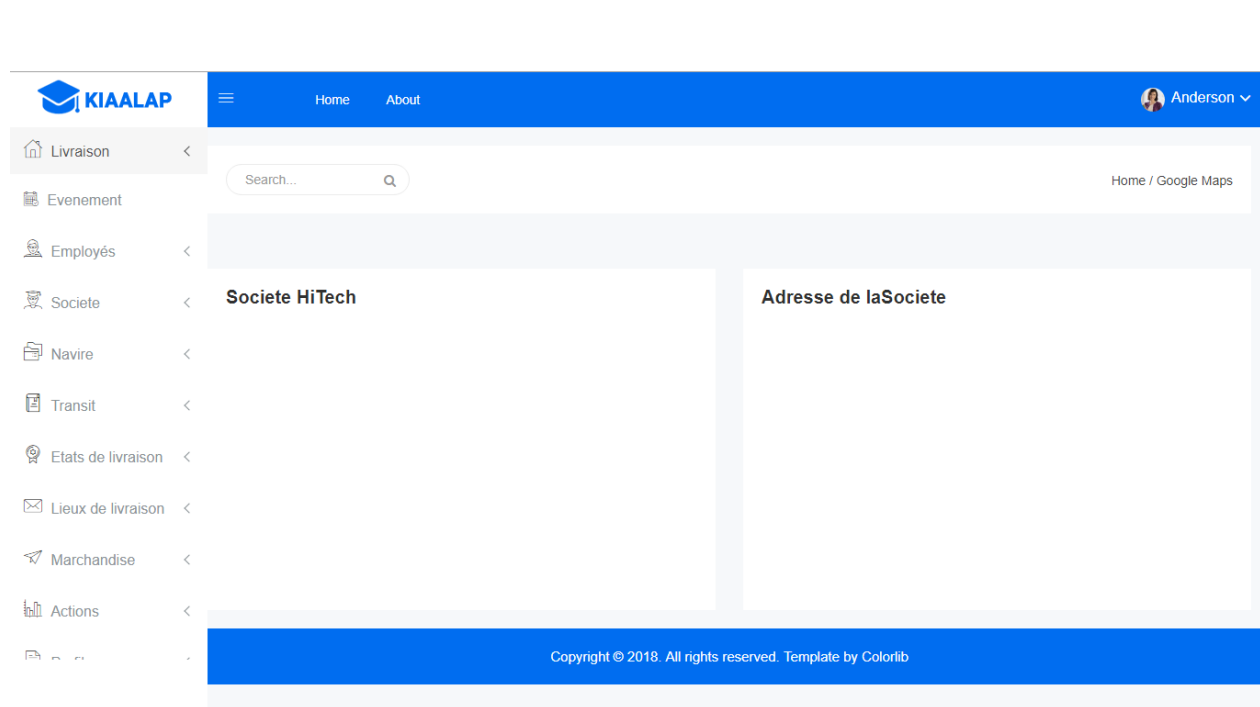 KIAALAP
Home About
Anderson
Livraison
Evenement
Employés
Societe
Navire
Transit
Etats de livraison
Lieux de livraison
Marchandise
Actions
Search...
Home / Google Maps
Societe HiTech
Adresse de laSociete
Copyright © 2018. All rights reserved. Template by Colorlib